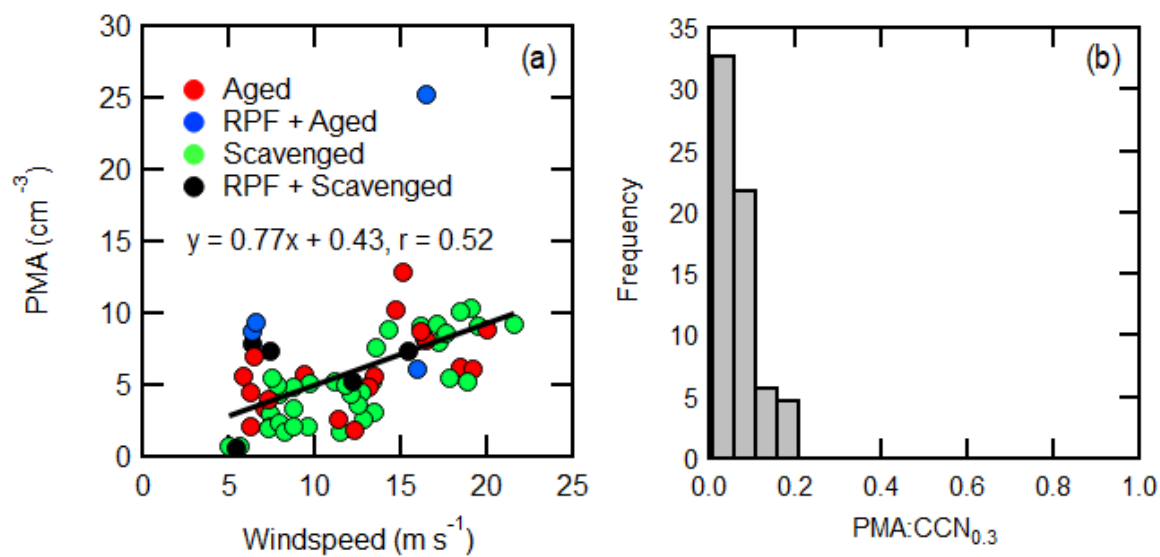 (a)
Aged
RPF + Aged
Scavenged
RPF + Scavenged
y = 0.77x + 0.43, r = 0.52
PMA (cm⁻³)
30
25
20
15
10
5
0
0 5 10 15 20 25
Windspeed (m s⁻¹)
(b)
Frequency
35
30
25
20
15
10
5
0
0.0 0.2 0.4 0.6 0.8 1.0
PMA:CCN₀.₃